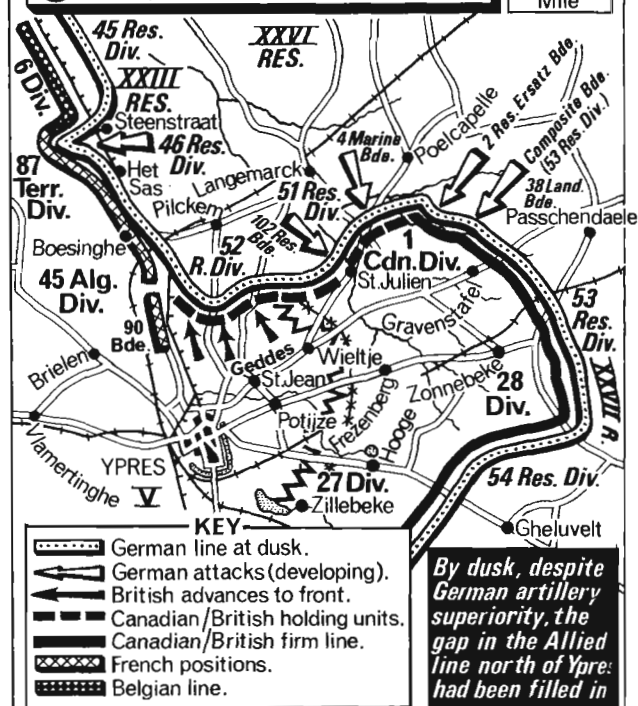 Mile
45 Res.
Div.
XXVI
RES.
6 Div.
XXIII
RES.
Steenstraat
46 Res.
Div.
Het
Sas
87
Terr.
Div.
Langemarck
Pilckem
51 Res.
Div.
4 Marine
Bde.
Poelcapelle
2 Res. Ersatz Bde.
Composite Bde.
(53 Res. Div.)
38 Land.
Bde.
Passchendaele
Boesinghe
52
R. Div.
102 Res.
Bde.
1
Cdn. Div.
St. Julien
45 Alg.
Div.
Gravenstafel
53
Res.
Div.
XXVII R.
90
Bde.
Brielen
Geddes
Wieltje
St. Jean
Frezenberg
Zonnebeke
28
Div.
Potijze
Hooge
Vlamertinghe
YPRES
V
27 Div.
Zillebeke
54 Res. Div.
Gheluvelt
KEY
German line at dusk.
German attacks (developing).
British advances to front.
Canadian/British holding units.
Canadian/British firm line.
French positions.
Belgian line.
By dusk, despite
German artillery
superiority, the
gap in the Allied
line north of Ypres
had been filled in